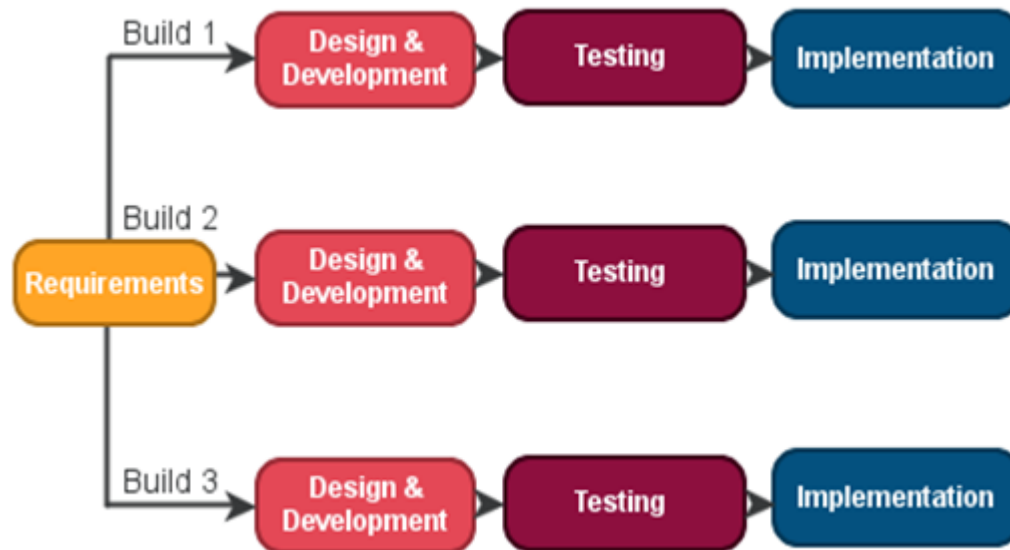 Build 1
Design &
Development
Testing
Implementation
Build 2
Requirements
Design &
Development
Testing
Implementation
Build 3
Design &
Development
Testing
Implementation